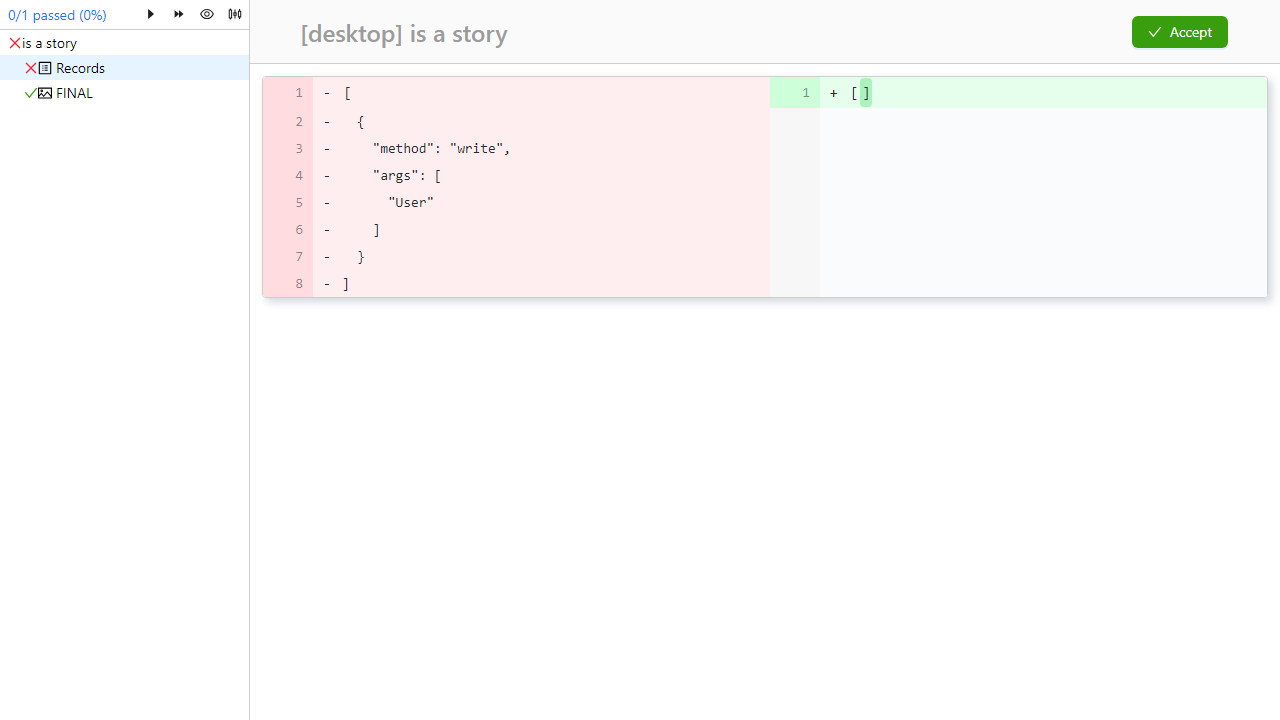 0/1 passed (0%)
is a story
Records
FINAL
[desktop] is a story
Accept
1 - [
2 - {
3 - "method": "write",
4 - "args": [
5 - "User"
6 - ]
7 - }
8 - ]
1 + []